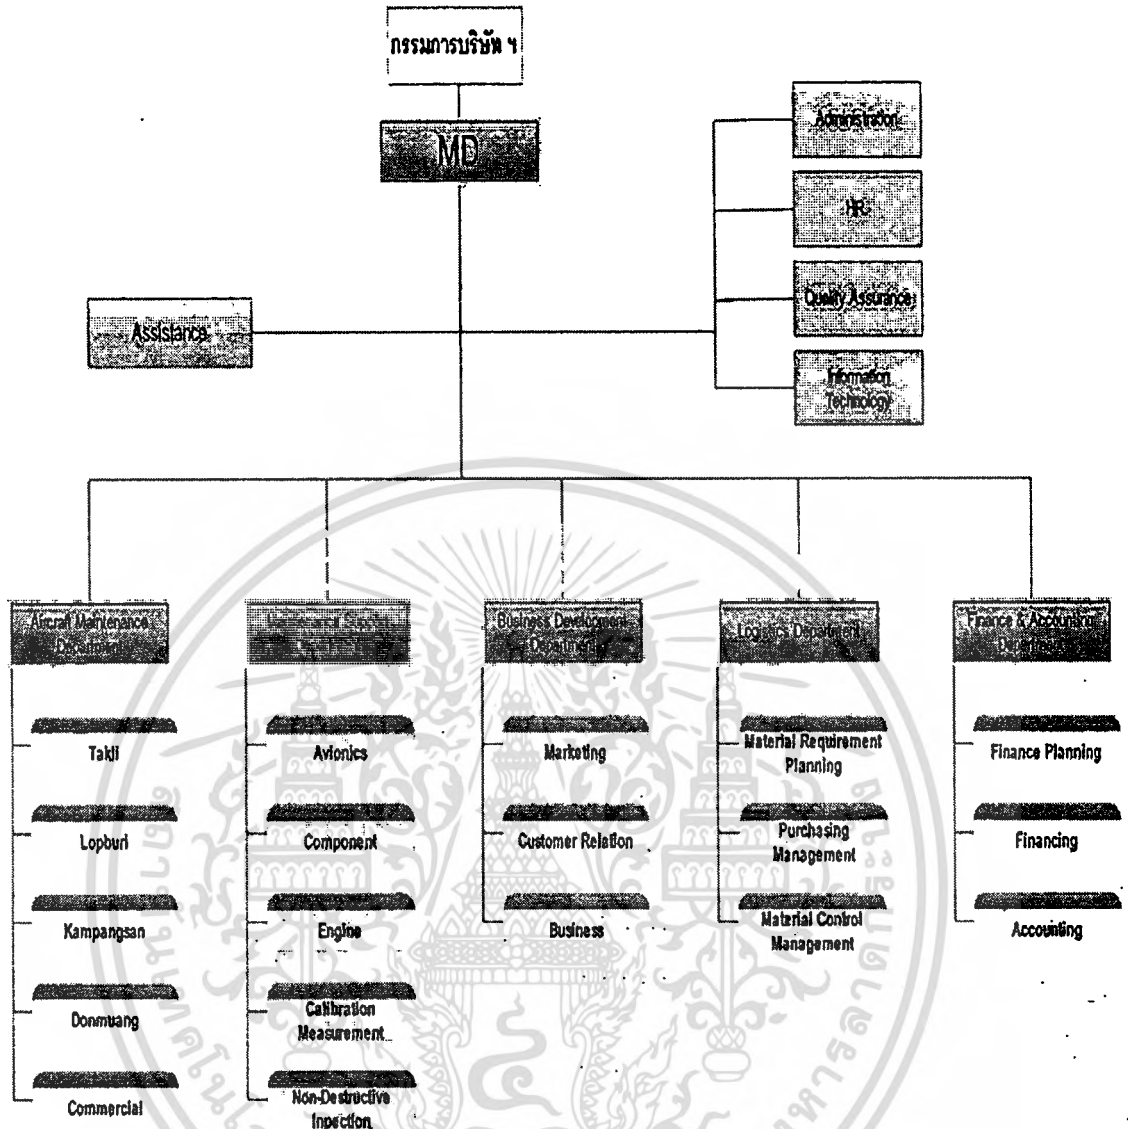 กรรมการบริษัท ฯ
MD
Administration
HR
Quality Assurance
Assistance
Information
Technology
Aircraft Maintenance
Department
Maintenance Support
Business Development
Department
Logistics Department
Finance & Accounting
Department
Takli
Lopburi
Kampangsan
Donmuang
Commercial
Avionics
Component
Engine
Calibration
Measurement
Non-Destructive
Inpection
Marketing
Customer Relation
Business
Material Requirement
Planning
Purchasing
Management
Material Control
Management
Finance Planning
Financing
Accounting